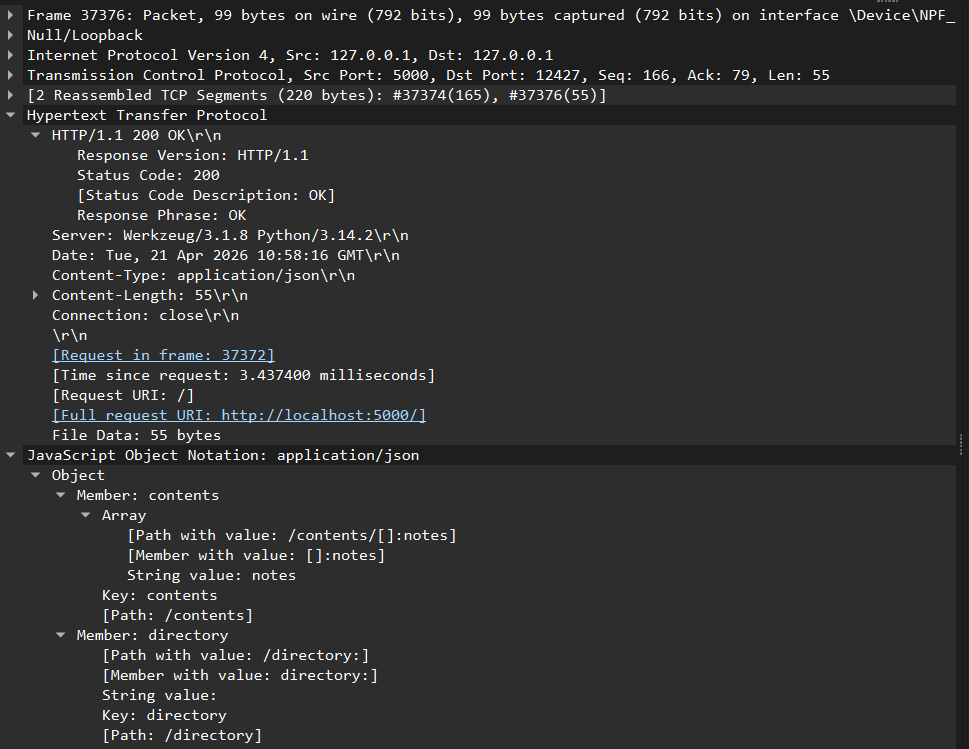 Frame 37376: Packet, 99 bytes on wire (792 bits), 99 bytes captured (792 bits) on interface \Device\NPF_
Null/Loopback
Internet Protocol Version 4, Src: 127.0.0.1, Dst: 127.0.0.1
Transmission Control Protocol, Src Port: 5000, Dst Port: 12427, Seq: 166, Ack: 79, Len: 55
[2 Reassembled TCP Segments (220 bytes): #37374(165), #37376(55)]
Hypertext Transfer Protocol
HTTP/1.1 200 OK\r\n
Response Version: HTTP/1.1
Status Code: 200
[Status Code Description: OK]
Response Phrase: OK
Server: Werkzeug/3.1.8 Python/3.14.2\r\n
Date: Tue, 21 Apr 2026 10:58:16 GMT\r\n
Content-Type: application/json\r\n
Content-Length: 55\r\n
Connection: close\r\n
\r\n
[Request in frame: 37372]
[Time since request: 3.437400 milliseconds]
[Request URI: /]
[Full request URI: http://localhost:5000/]
File Data: 55 bytes
JavaScript Object Notation: application/json
Object
Member: contents
Array
[Path with value: /contents/[]:notes]
[Member with value: []:notes]
String value: notes
Key: contents
[Path: /contents]
Member: directory
[Path with value: /directory:]
[Member with value: directory:]
String value:
Key: directory
[Path: /directory]